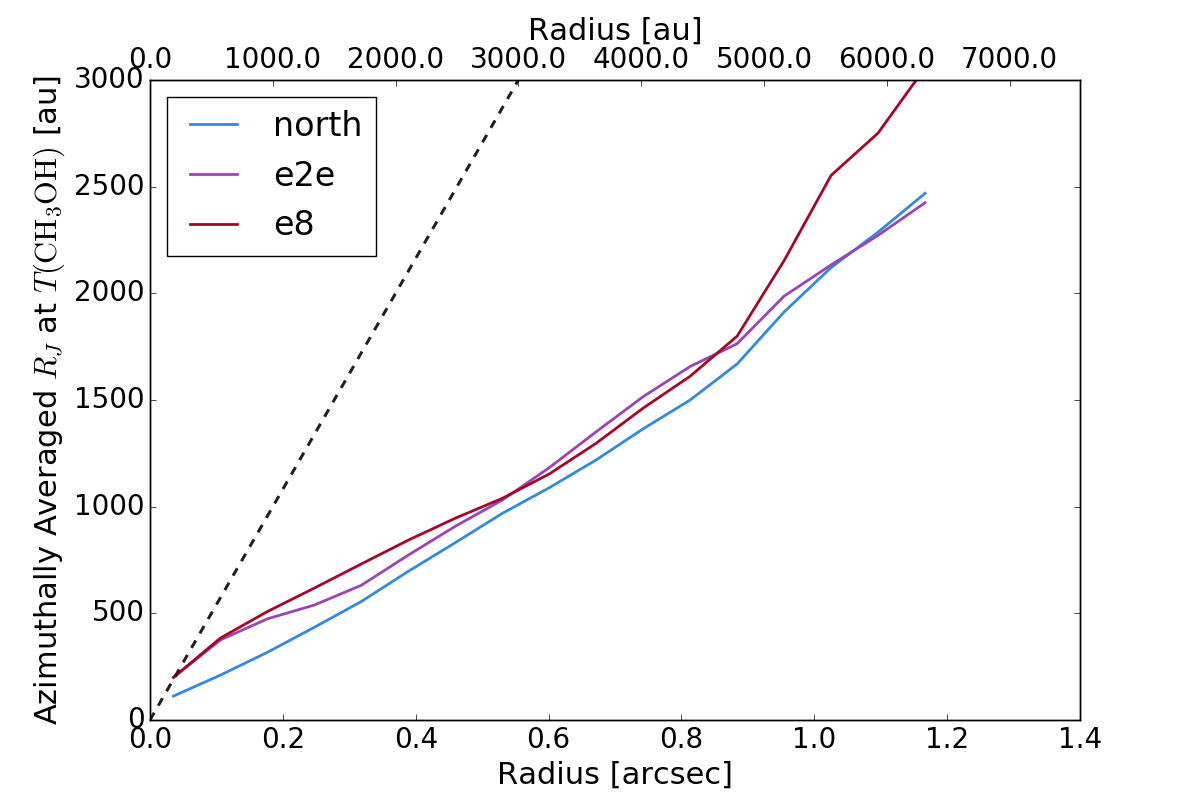 Radius [au]
0.0 1000.0 2000.0 3000.0 4000.0 5000.0 6000.0 7000.0
3000
2500
2000
1500
1000
500
0
Azimuthally Averaged R_J at T(CH_3OH) [au]
north
e2e
e8
0.0 0.2 0.4 0.6 0.8 1.0 1.2 1.4
Radius [arcsec]